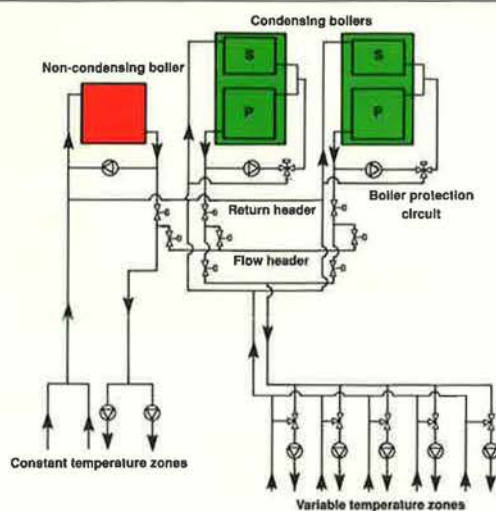 Condensing boilers
Non-condensing boiler
S
S
P
P
Boiler protection
circuit
Return header
Flow header
Constant temperature zones
Variable temperature zones